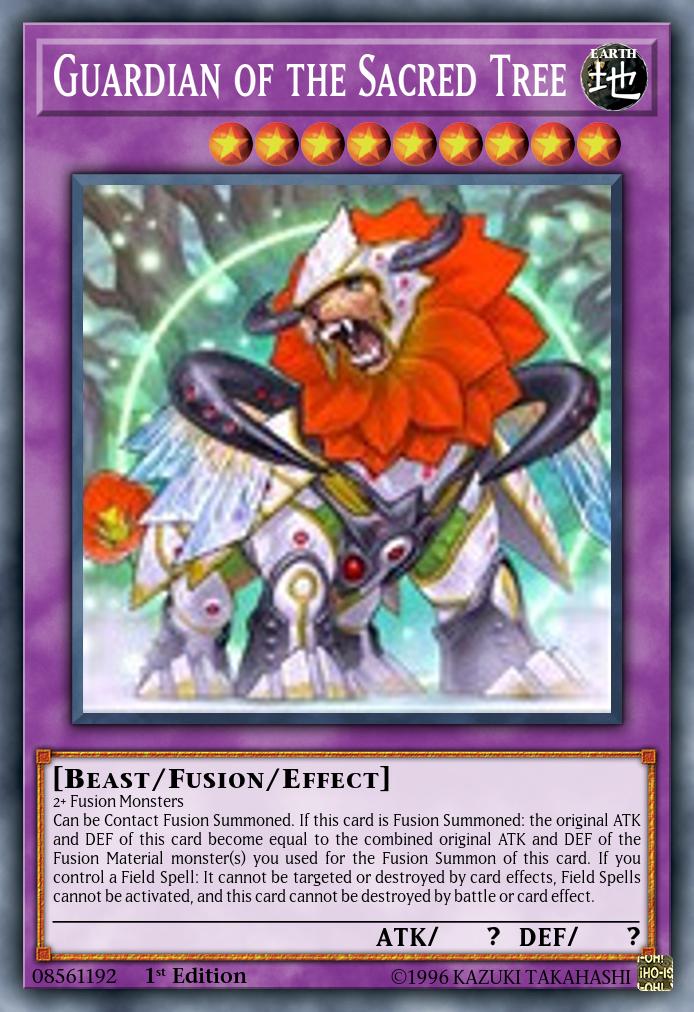 Guardian of the Sacred Tree
EARTH
地
[Beast/Fusion/Effect]
2+ Fusion Monsters
Can be Contact Fusion Summoned. If this card is Fusion Summoned: the original ATK
and DEF of this card become equal to the combined original ATK and DEF of the
Fusion Material monster(s) you used for the Fusion Summon of this card. If you
control a Field Spell: It cannot be targeted or destroyed by card effects, Field Spells
cannot be activated, and this card cannot be destroyed by battle or card effect.
ATK/ ? DEF/ ?
08561192 1st Edition ©1996 KAZUKI TAKAHASHI